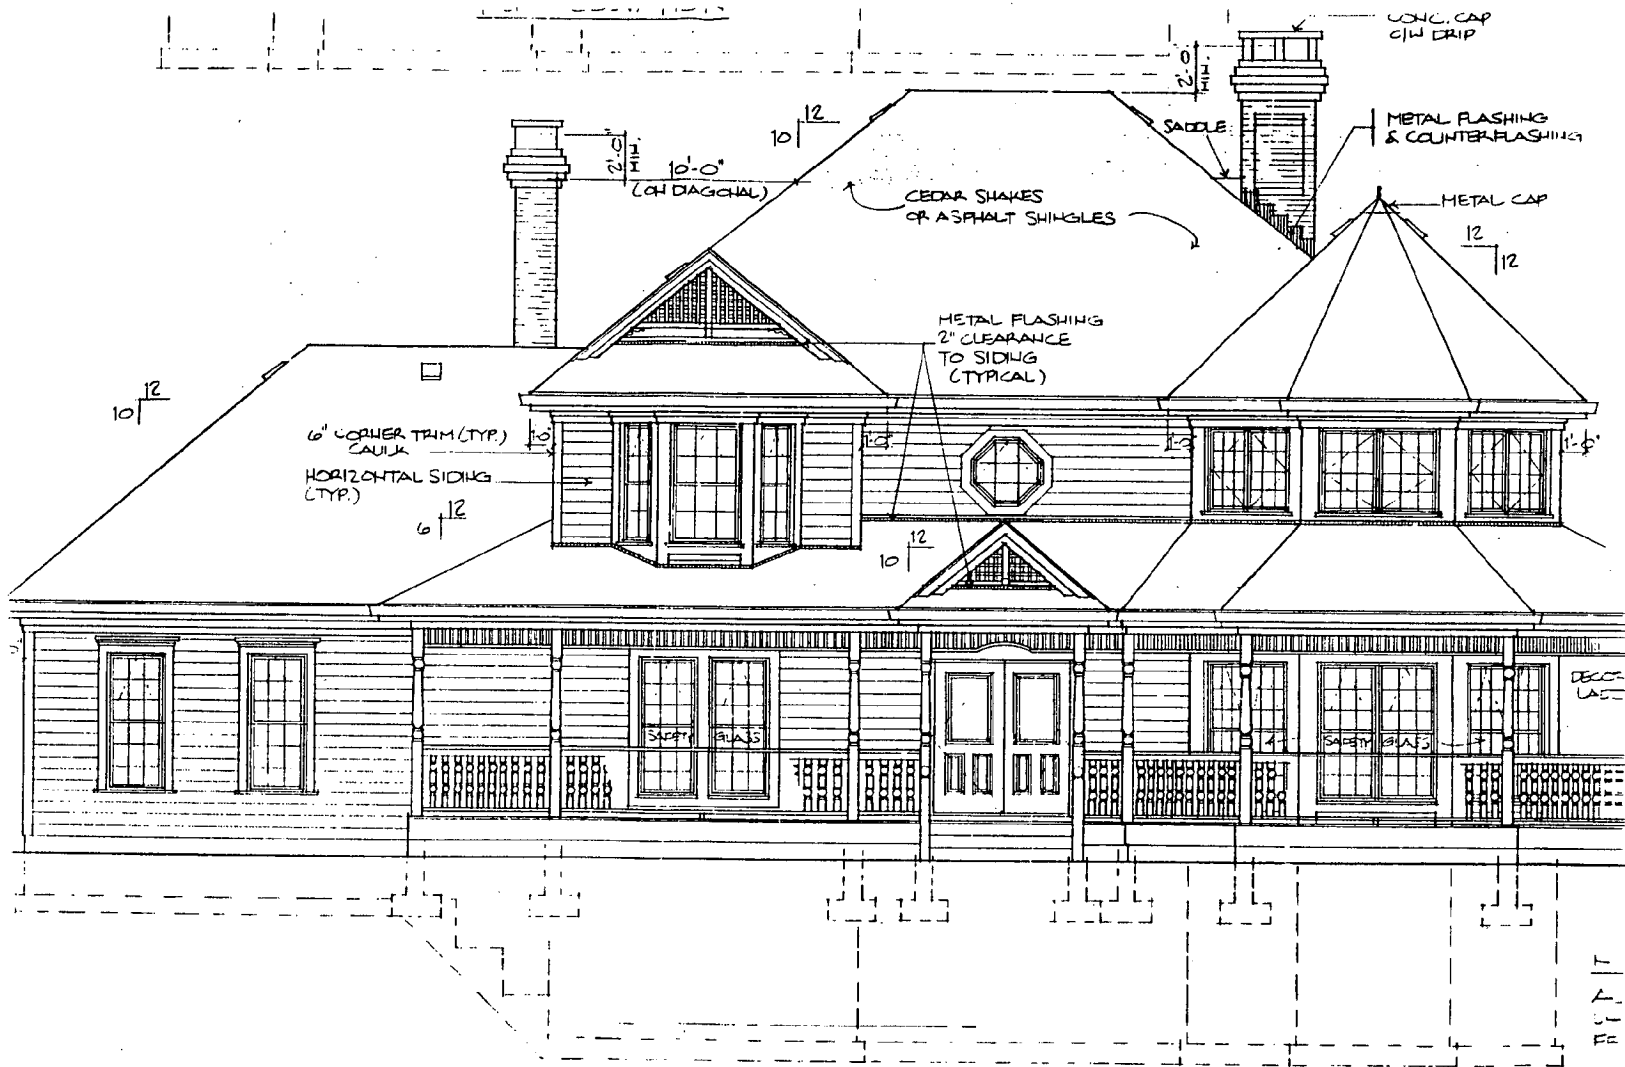 CONC. CAP
C/W DRIP
2'-0"
MIN.
12
10
SADDLE
METAL FLASHING
& COUNTERFLASHING
2'-0"
MIN.
10'-0"
(ON DIAGONAL)
CEDAR SHAKES
OR ASPHALT SHINGLES
METAL CAP
12
12
METAL FLASHING
2" CLEARANCE
TO SIDING
(TYPICAL)
12
10
6" CORNER TRIM (TYP.)
CAULK
1'-0"
1'-0"
1'-0"
1'-0"
HORIZONTAL SIDING
(TYP.)
12
6
12
10
SAFETY GLASS
SAFETY GLASS